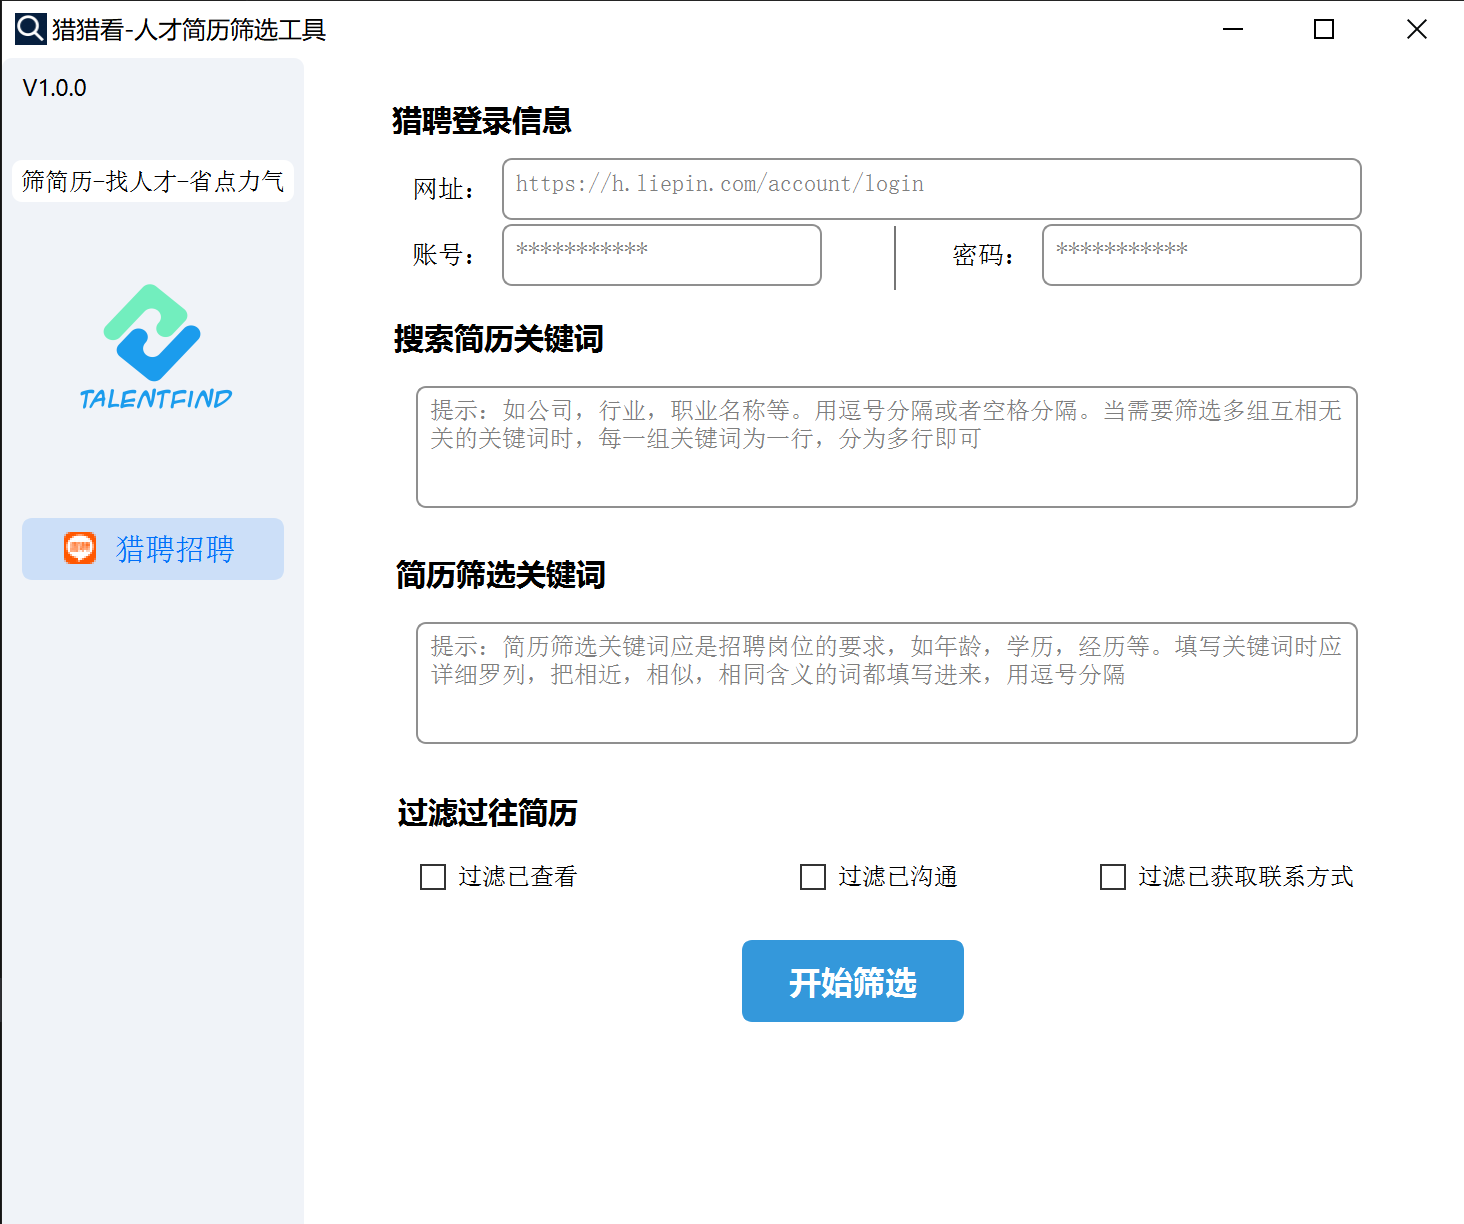 猎猎看-人才简历筛选工具
V1.0.0
筛简历-找人才-省点力气
TALENTFIND
猎聘招聘
猎聘登录信息
网址： https://h.liepin.com/account/login
账号： *********** 密码： ***********
搜索简历关键词
提示：如公司，行业，职业名称等。用逗号分隔或者空格分隔。当需要筛选多组互相无
关的关键词时，每一组关键词为一行，分为多行即可
简历筛选关键词
提示：简历筛选关键词应是招聘岗位的要求，如年龄，学历，经历等。填写关键词时应
详细罗列，把相近，相似，相同含义的词都填写进来，用逗号分隔
过滤过往简历
过滤已查看 过滤已沟通 过滤已获取联系方式
开始筛选